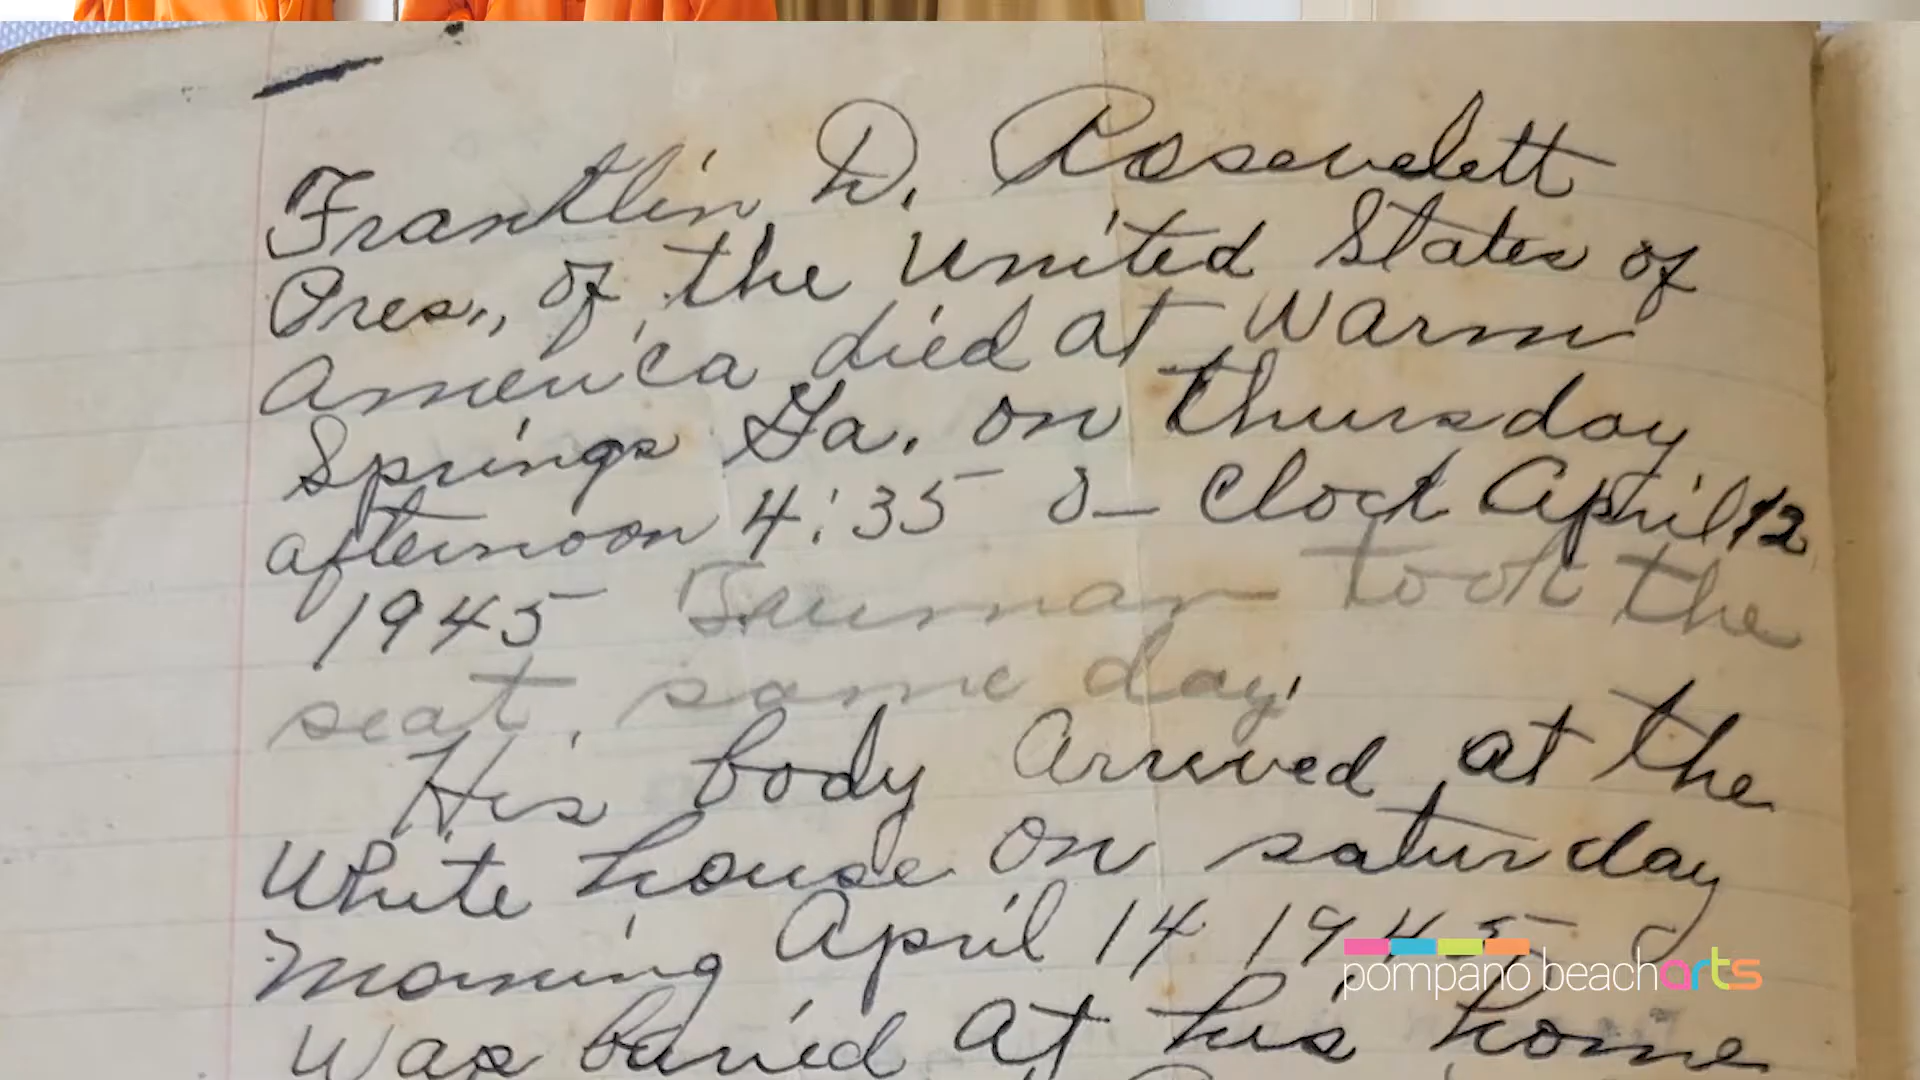 Franklin D. Rosevelett
Pres., of the United States of
America died at Warm
Springs Ga. on thursday
afternoon 4:35 O- Clock April 12
1945 Truman took the
seat. same day.
His body Arrived at the
White house on saturday
morning April 14 1945
Was buried at his home
pompano beacharts